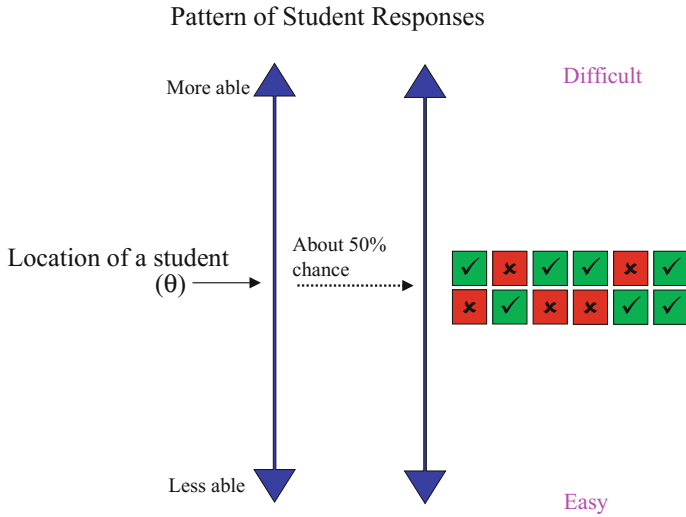 Pattern of Student Responses
More able
Difficult
Location of a student
(θ)
About 50%
chance
Less able
Easy